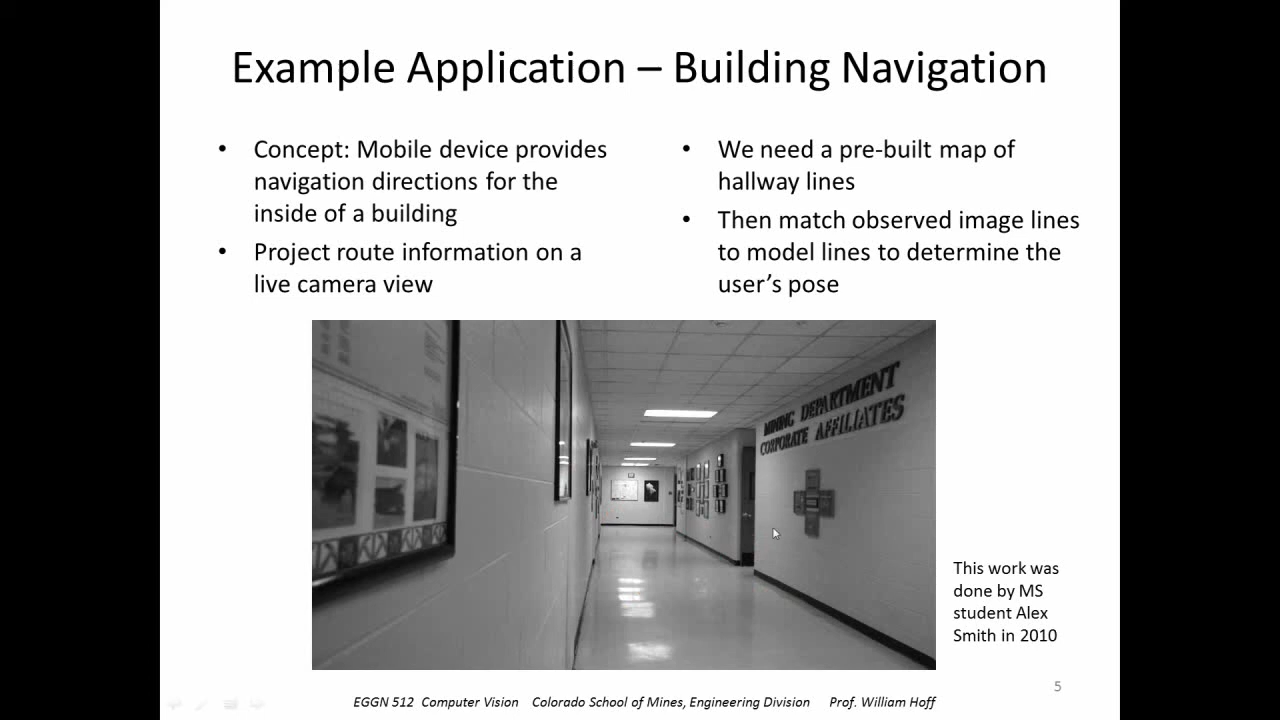 Example Application – Building Navigation
• Concept: Mobile device provides
navigation directions for the
inside of a building
• Project route information on a
live camera view
• We need a pre-built map of
hallway lines
• Then match observed image lines
to model lines to determine the
user’s pose
MINING DEPARTMENT
CORPORATE AFFILIATES
This work was
done by MS
student Alex
Smith in 2010
5
EGGN 512 Computer Vision Colorado School of Mines, Engineering Division Prof. William Hoff